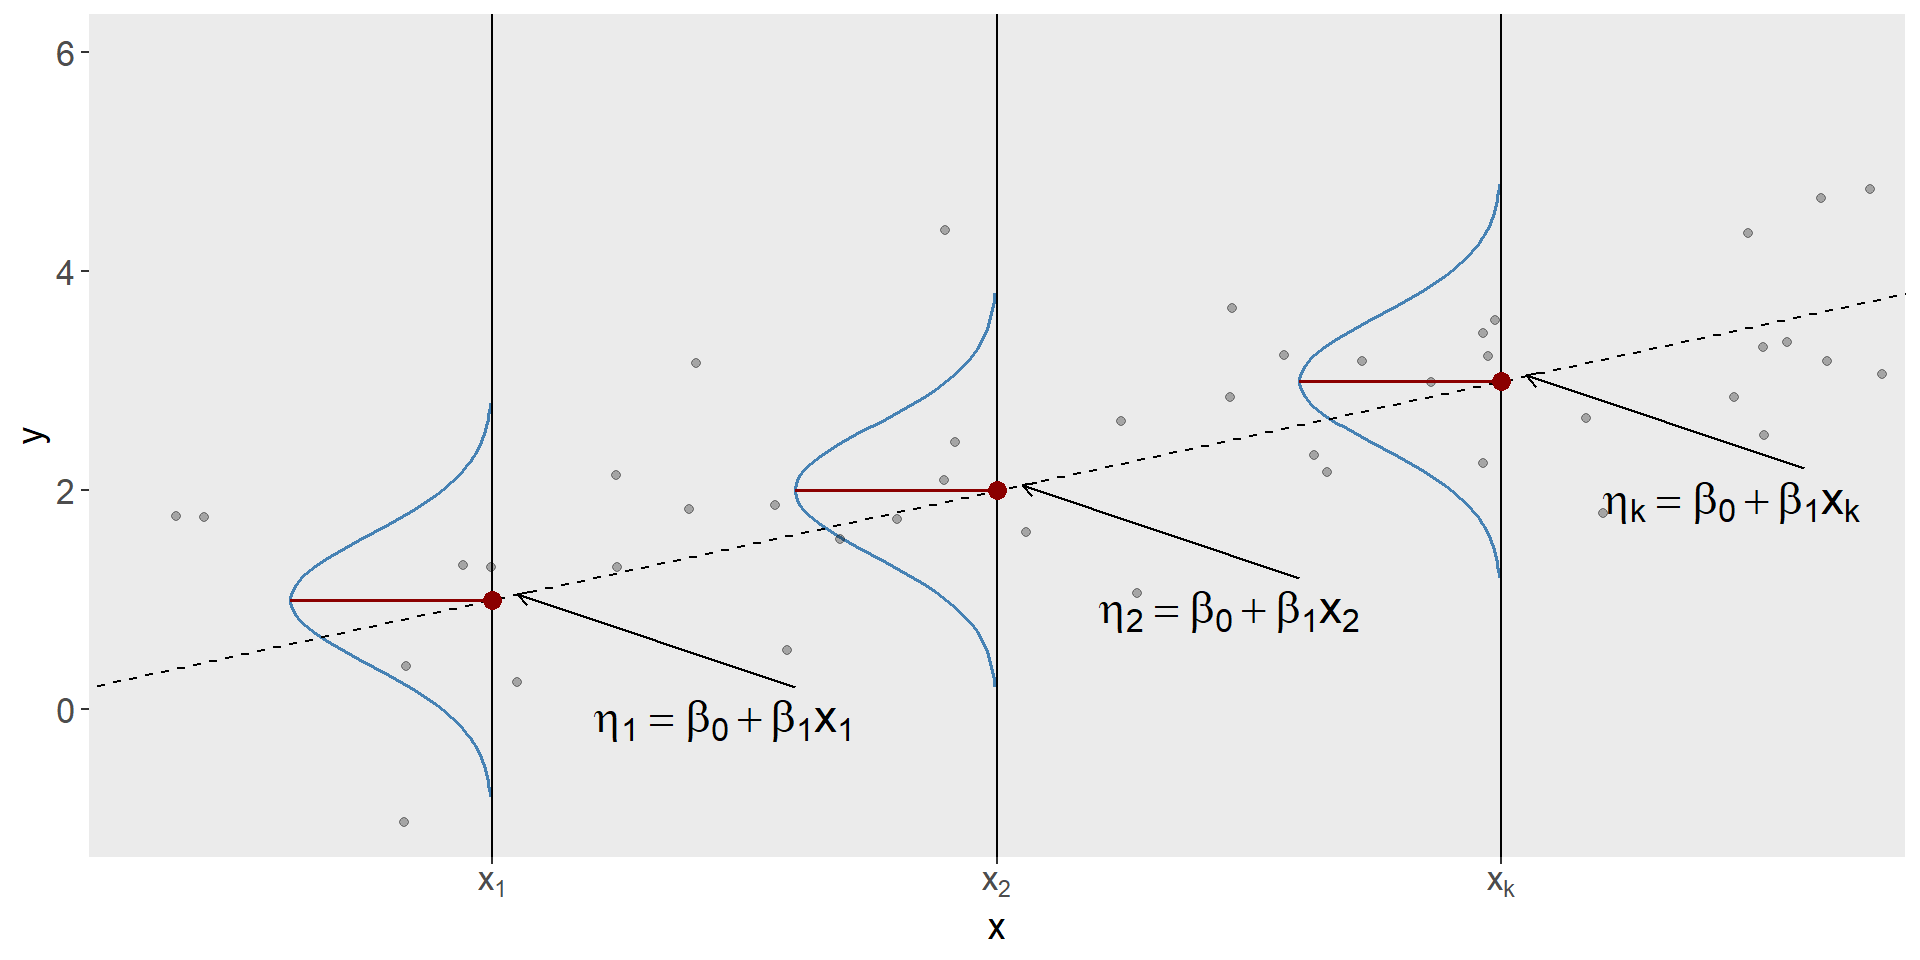 6
4
2
0
y
ηk = β0 + β1xk
η2 = β0 + β1x2
η1 = β0 + β1x1
x1 x2 xk
x